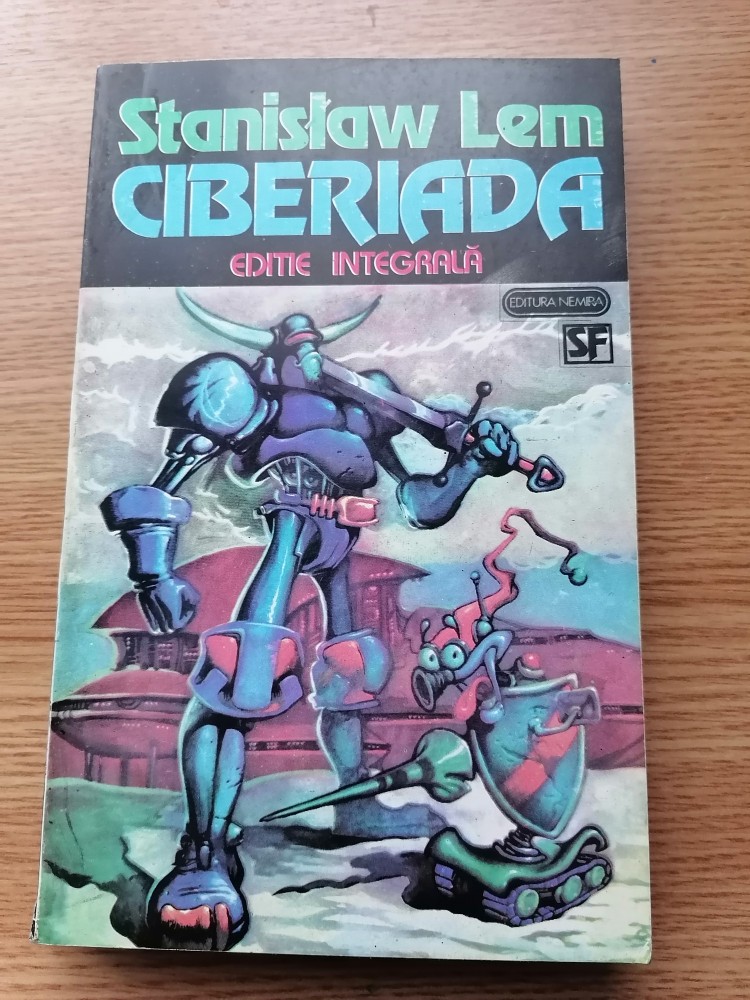 Stanisław Lem
CIBERIADA
EDITIE INTEGRALĂ
EDITURA NEMIRA
SF